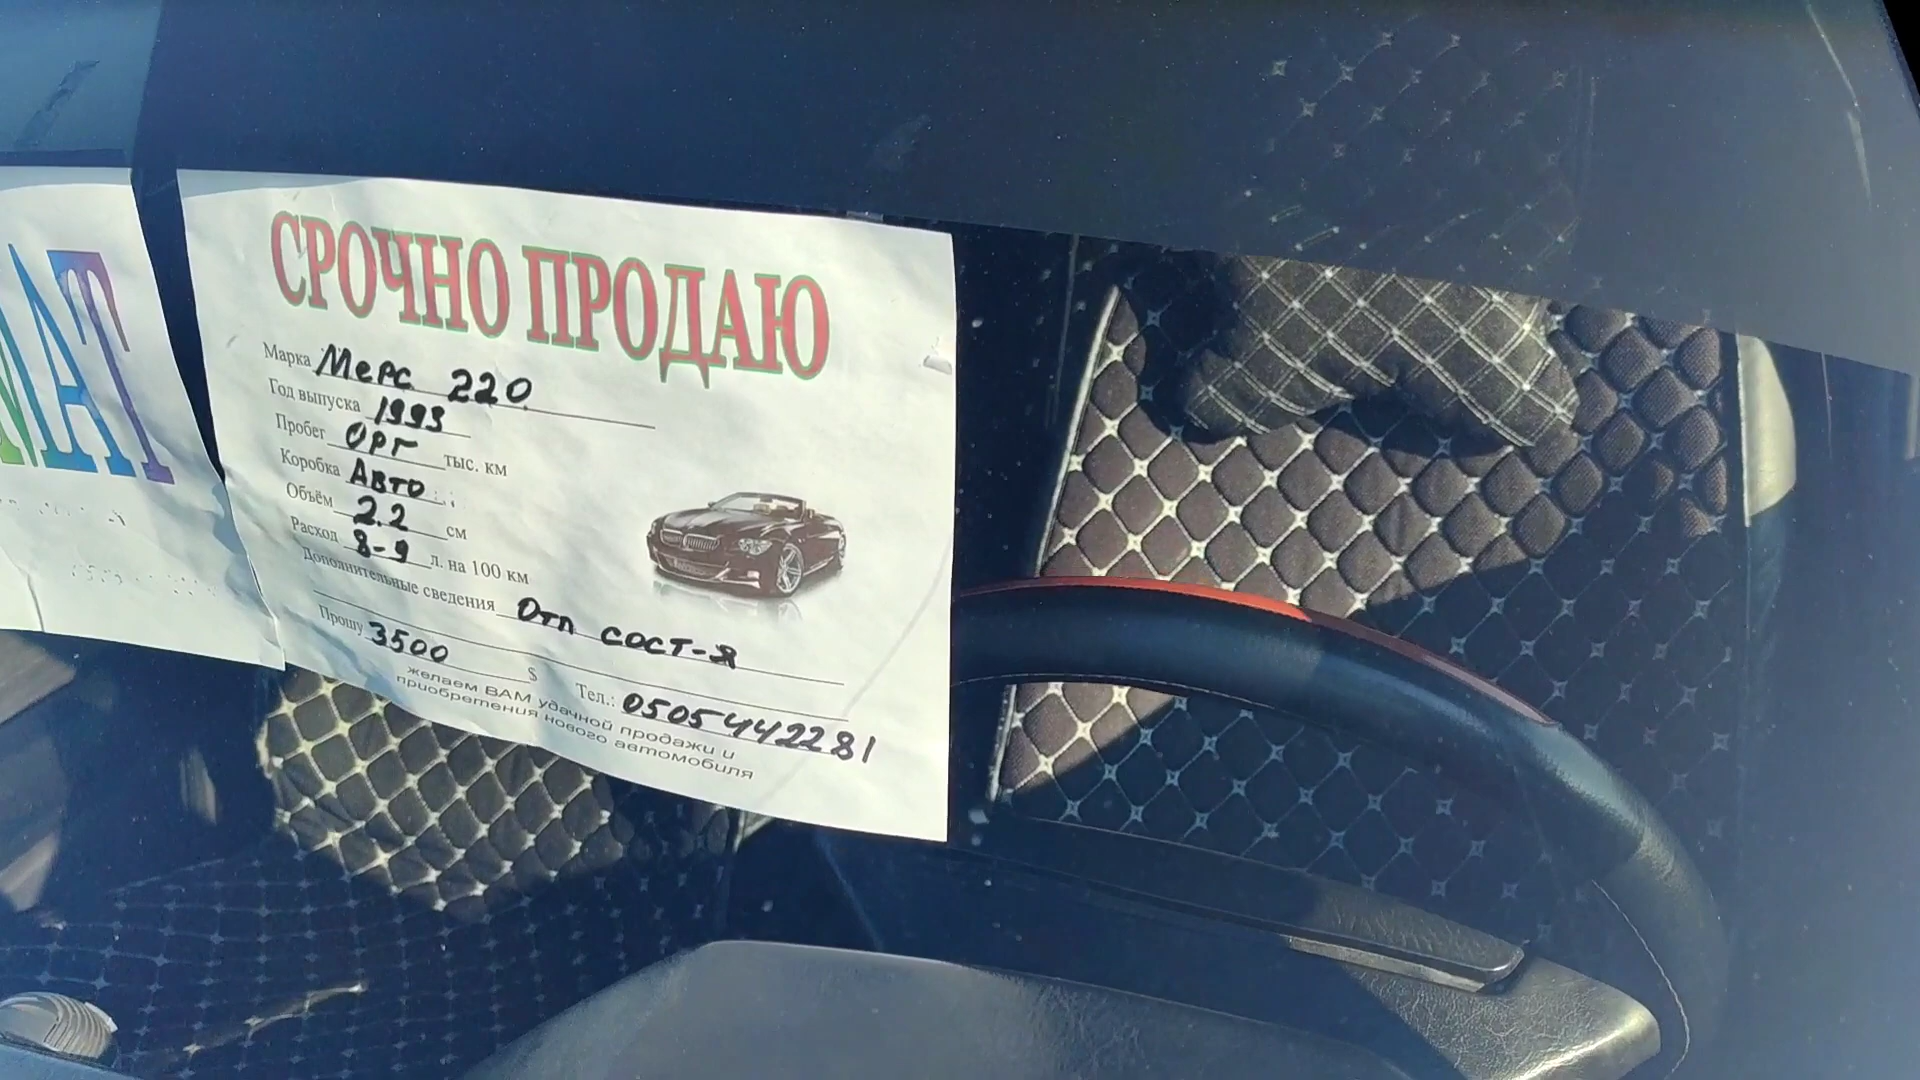 МАТ
СРОЧНО ПРОДАЮ
Марка Мерс 220
Год выпуска 1993
Пробег ОРГ тыс. км
Коробка Авто
Объём 2.2 см
Расход 8-9 л. на 100 км
Дополнительные сведения Отл сост-я
Прошу 3500 $ Тел.: 0505442281
желаем ВАМ удачной продажи и
приобретения нового автомобиля